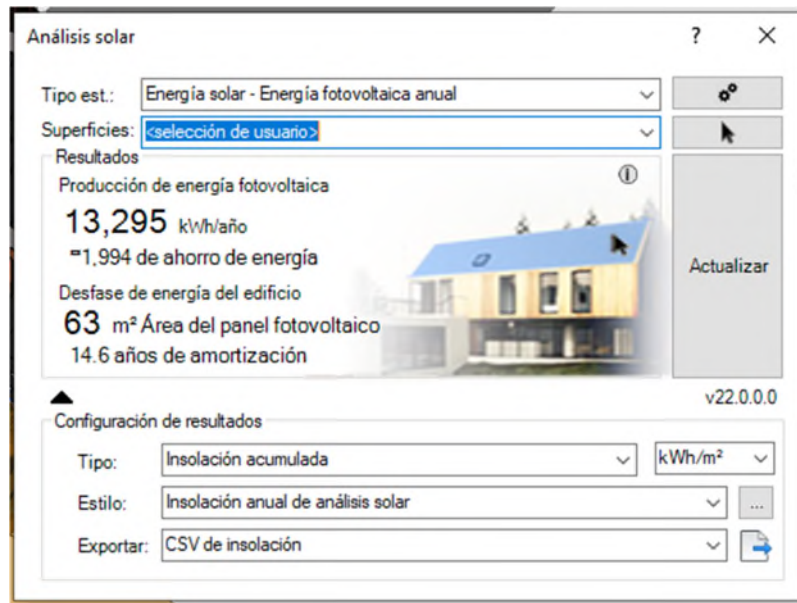 Análisis solar ?
Tipo est.: Energía solar - Energía fotovoltaica anual
Superficies: <selección de usuario>
Resultados
Producción de energía fotovoltaica
13,295 kWh/año
1,994 de ahorro de energía
Desfase de energía del edificio
63 m² Área del panel fotovoltaico
14.6 años de amortización
Actualizar
v22.0.0.0
Configuración de resultados
Tipo: Insolación acumulada kWh/m²
Estilo: Insolación anual de análisis solar ...
Exportar: CSV de insolación